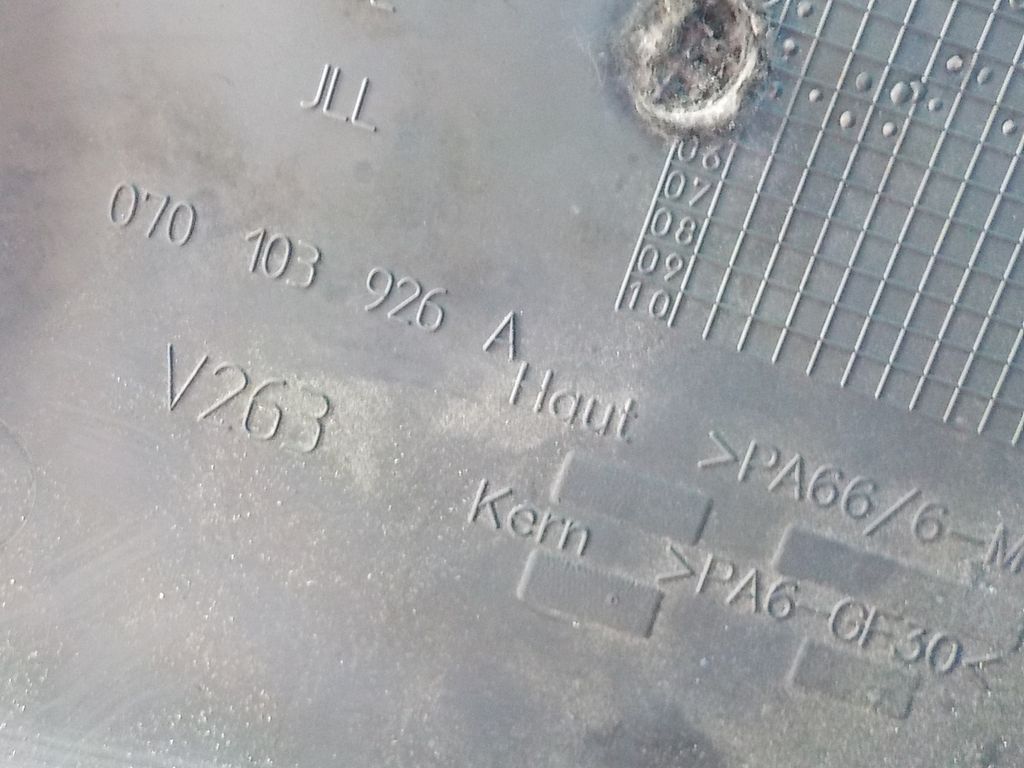 JLL
06
07
08
09
10
070 103 926 A
V263
Haut >PA66/6-M
Kern >PA6-GF30<